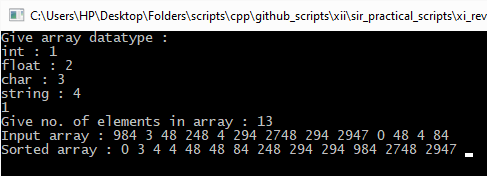 C:\Users\HP\Desktop\Folders\scripts\cpp\github_scripts\xii\sir_practical_scripts\xi_rev
Give array datatype :
int : 1
float : 2
char : 3
string : 4
1
Give no. of elements in array : 13
Input array : 984 3 48 248 4 294 2748 294 2947 0 48 4 84
Sorted array : 0 3 4 4 48 48 84 248 294 294 984 2748 2947